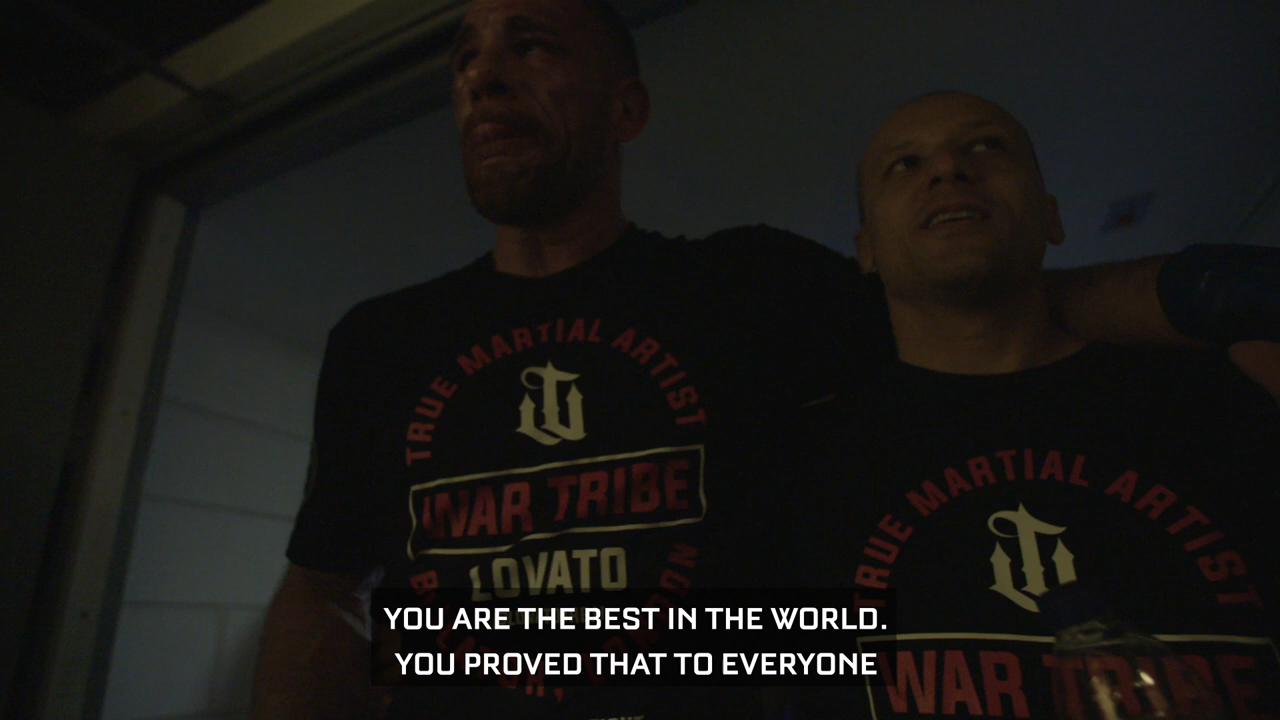 TRUE MARTIAL ARTIST
WAR TRIBE
LOVATO
TRUE MARTIAL ARTIST
WAR TRIBE
YOU ARE THE BEST IN THE WORLD.
YOU PROVED THAT TO EVERYONE